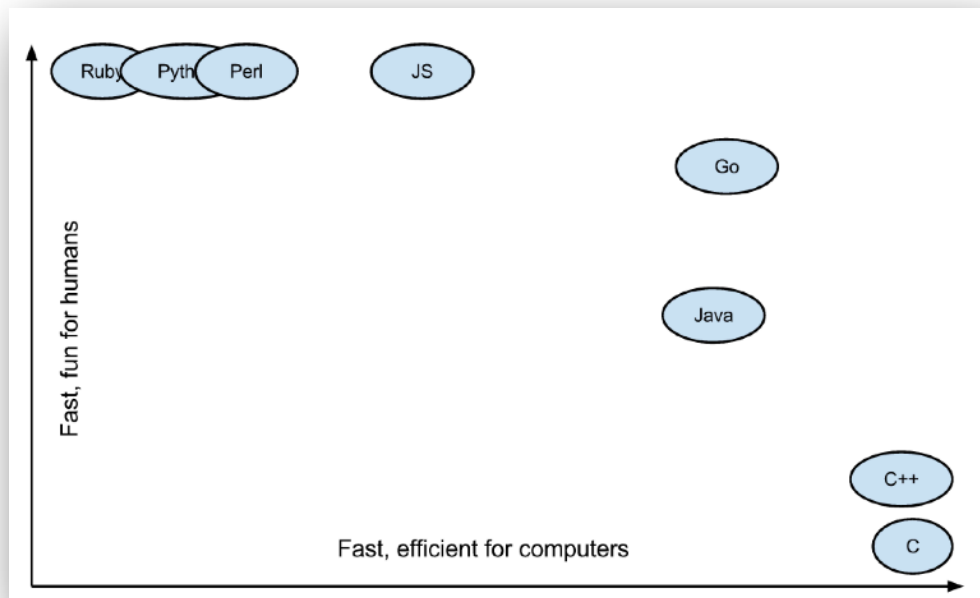 Ruby
Pyth
Perl
JS
Go
Fast, fun for humans
Java
C++
Fast, efficient for computers
C